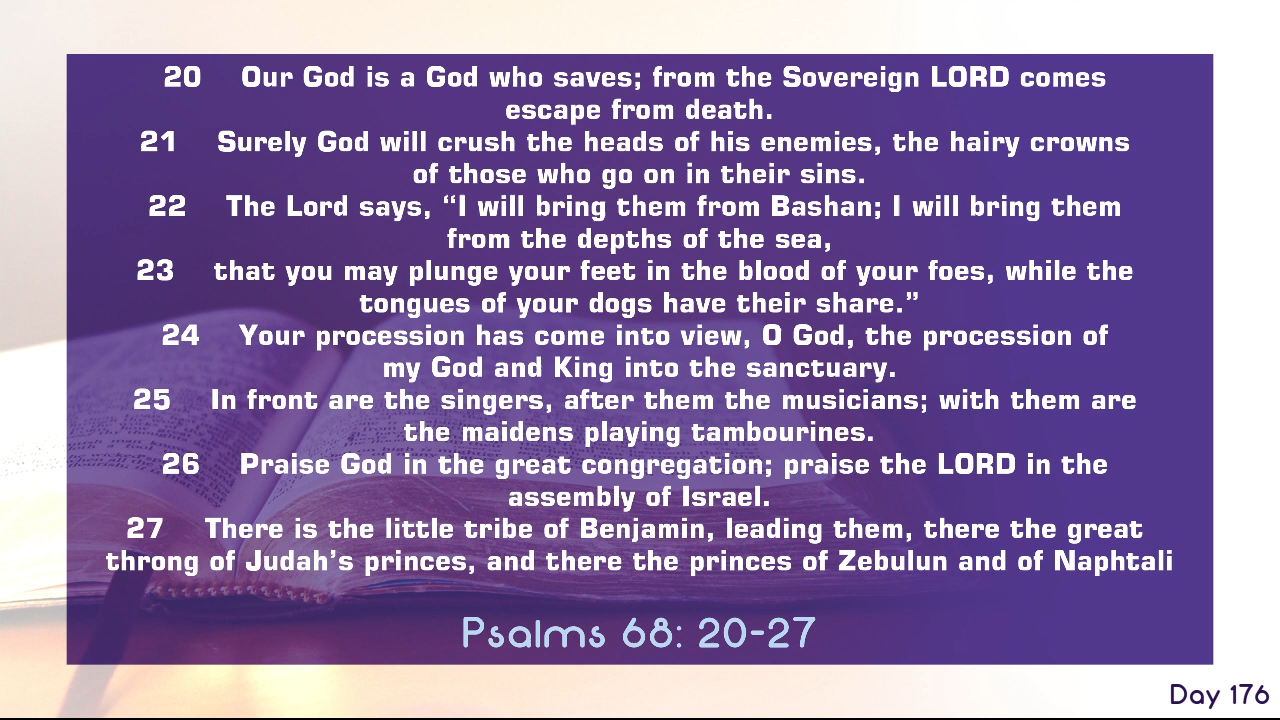 20 Our God is a God who saves; from the Sovereign LORD comes
escape from death.
21 Surely God will crush the heads of his enemies, the hairy crowns
of those who go on in their sins.
22 The Lord says, “I will bring them from Bashan; I will bring them
from the depths of the sea,
23 that you may plunge your feet in the blood of your foes, while the
tongues of your dogs have their share.”
24 Your procession has come into view, O God, the procession of
my God and King into the sanctuary.
25 In front are the singers, after them the musicians; with them are
the maidens playing tambourines.
26 Praise God in the great congregation; praise the LORD in the
assembly of Israel.
27 There is the little tribe of Benjamin, leading them, there the great
throng of Judah’s princes, and there the princes of Zebulun and of Naphtali
Psalms 68: 20-27
Day 176